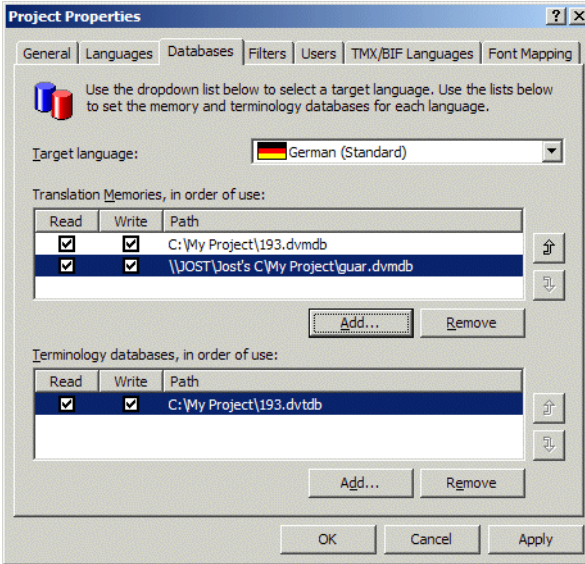 Project Properties
General Languages Databases Filters Users TMX/BIF Languages Font Mapping
Use the dropdown list below to select a target language. Use the lists below
to set the memory and terminology databases for each language.
Target language: German (Standard)
Translation Memories, in order of use:
Read Write Path
C:\My Project\193.dvmdb
\\JOST\Jost's C\My Project\guar.dvmdb
Add... Remove
Terminology databases, in order of use:
Read Write Path
C:\My Project\193.dvtdb
Add... Remove
OK Cancel Apply